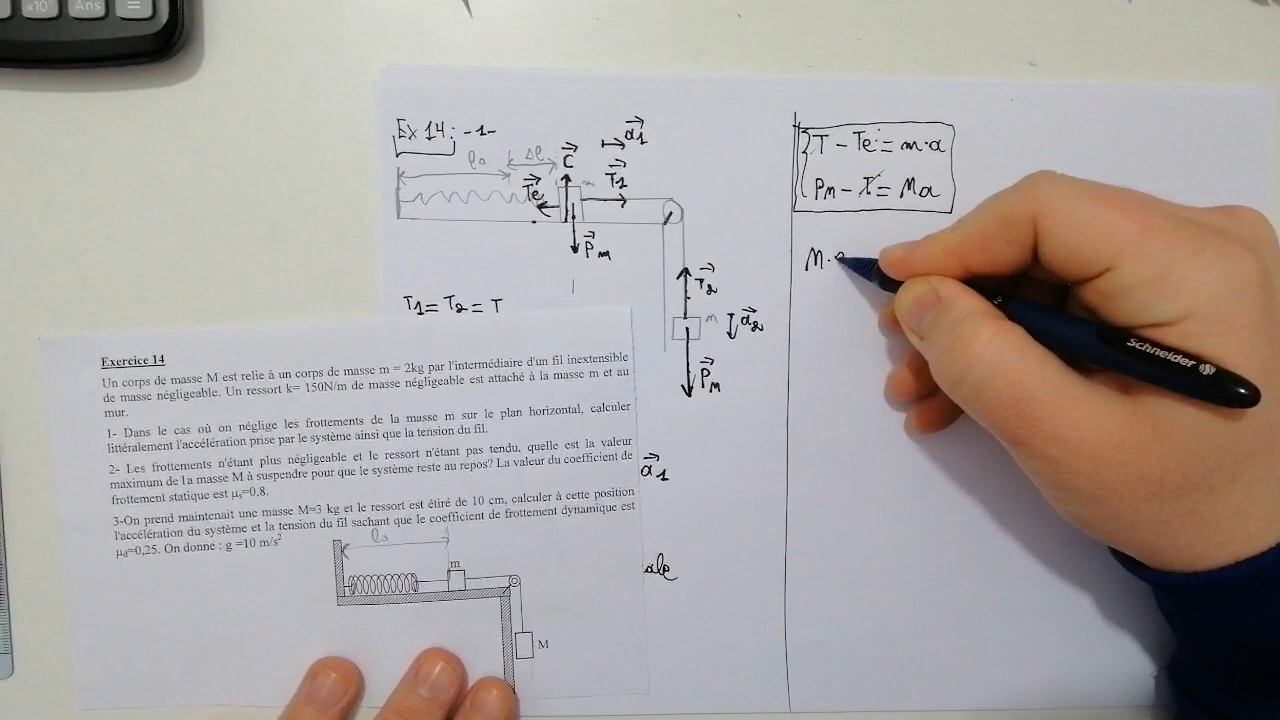 x10 Ans =
Ex 14: -1-
a1
l0 Δl
C
Te m T1
Pm
T2
T1 = T2 = T
m a2
PM
T - Te = m·a
PM - T = Ma
M·
Exercice 14
Un corps de masse M est relie à un corps de masse m = 2kg par l'intermédiaire d'un fil inextensible
de masse négligeable. Un ressort k= 150N/m de masse négligeable est attaché à la masse m et au
mur.
1- Dans le cas où on néglige les frottements de la masse m sur le plan horizontal, calculer
littéralement l'accélération prise par le système ainsi que la tension du fil.
2- Les frottements n'étant plus négligeable et le ressort n'étant pas tendu, quelle est la valeur
maximum de la masse M à suspendre pour que le système reste au repos? La valeur du coefficient de
frottement statique est μs=0,8.
3-On prend maintenait une masse M=3 kg et le ressort est étiré de 10 cm, calculer à cette position
l'accélération du système et la tension du fil sachant que le coefficient de frottement dynamique est
μd=0,25. On donne : g =10 m/s²
l0
m
M
a1
ale
Schneider